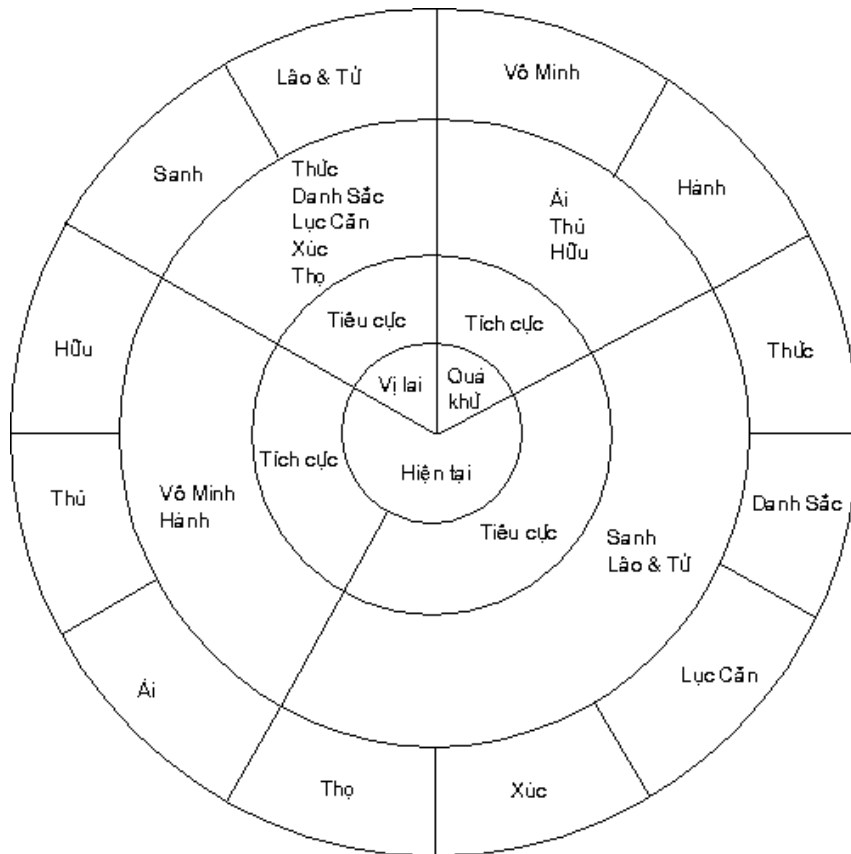 Lão & Tử
Vô Minh
Sanh
Hành
Thức
Danh Sắc
Lục Căn
Xúc
Thọ
Ái
Thủ
Hữu
Tiêu cực
Tích cực
Hữu
Thức
Vị lai
Quá
khứ
Tích cực
Hiện tại
Thủ
Vô Minh
Hành
Danh Sắc
Tiêu cực
Sanh
Lão & Tử
Ái
Lục Căn
Thọ
Xúc